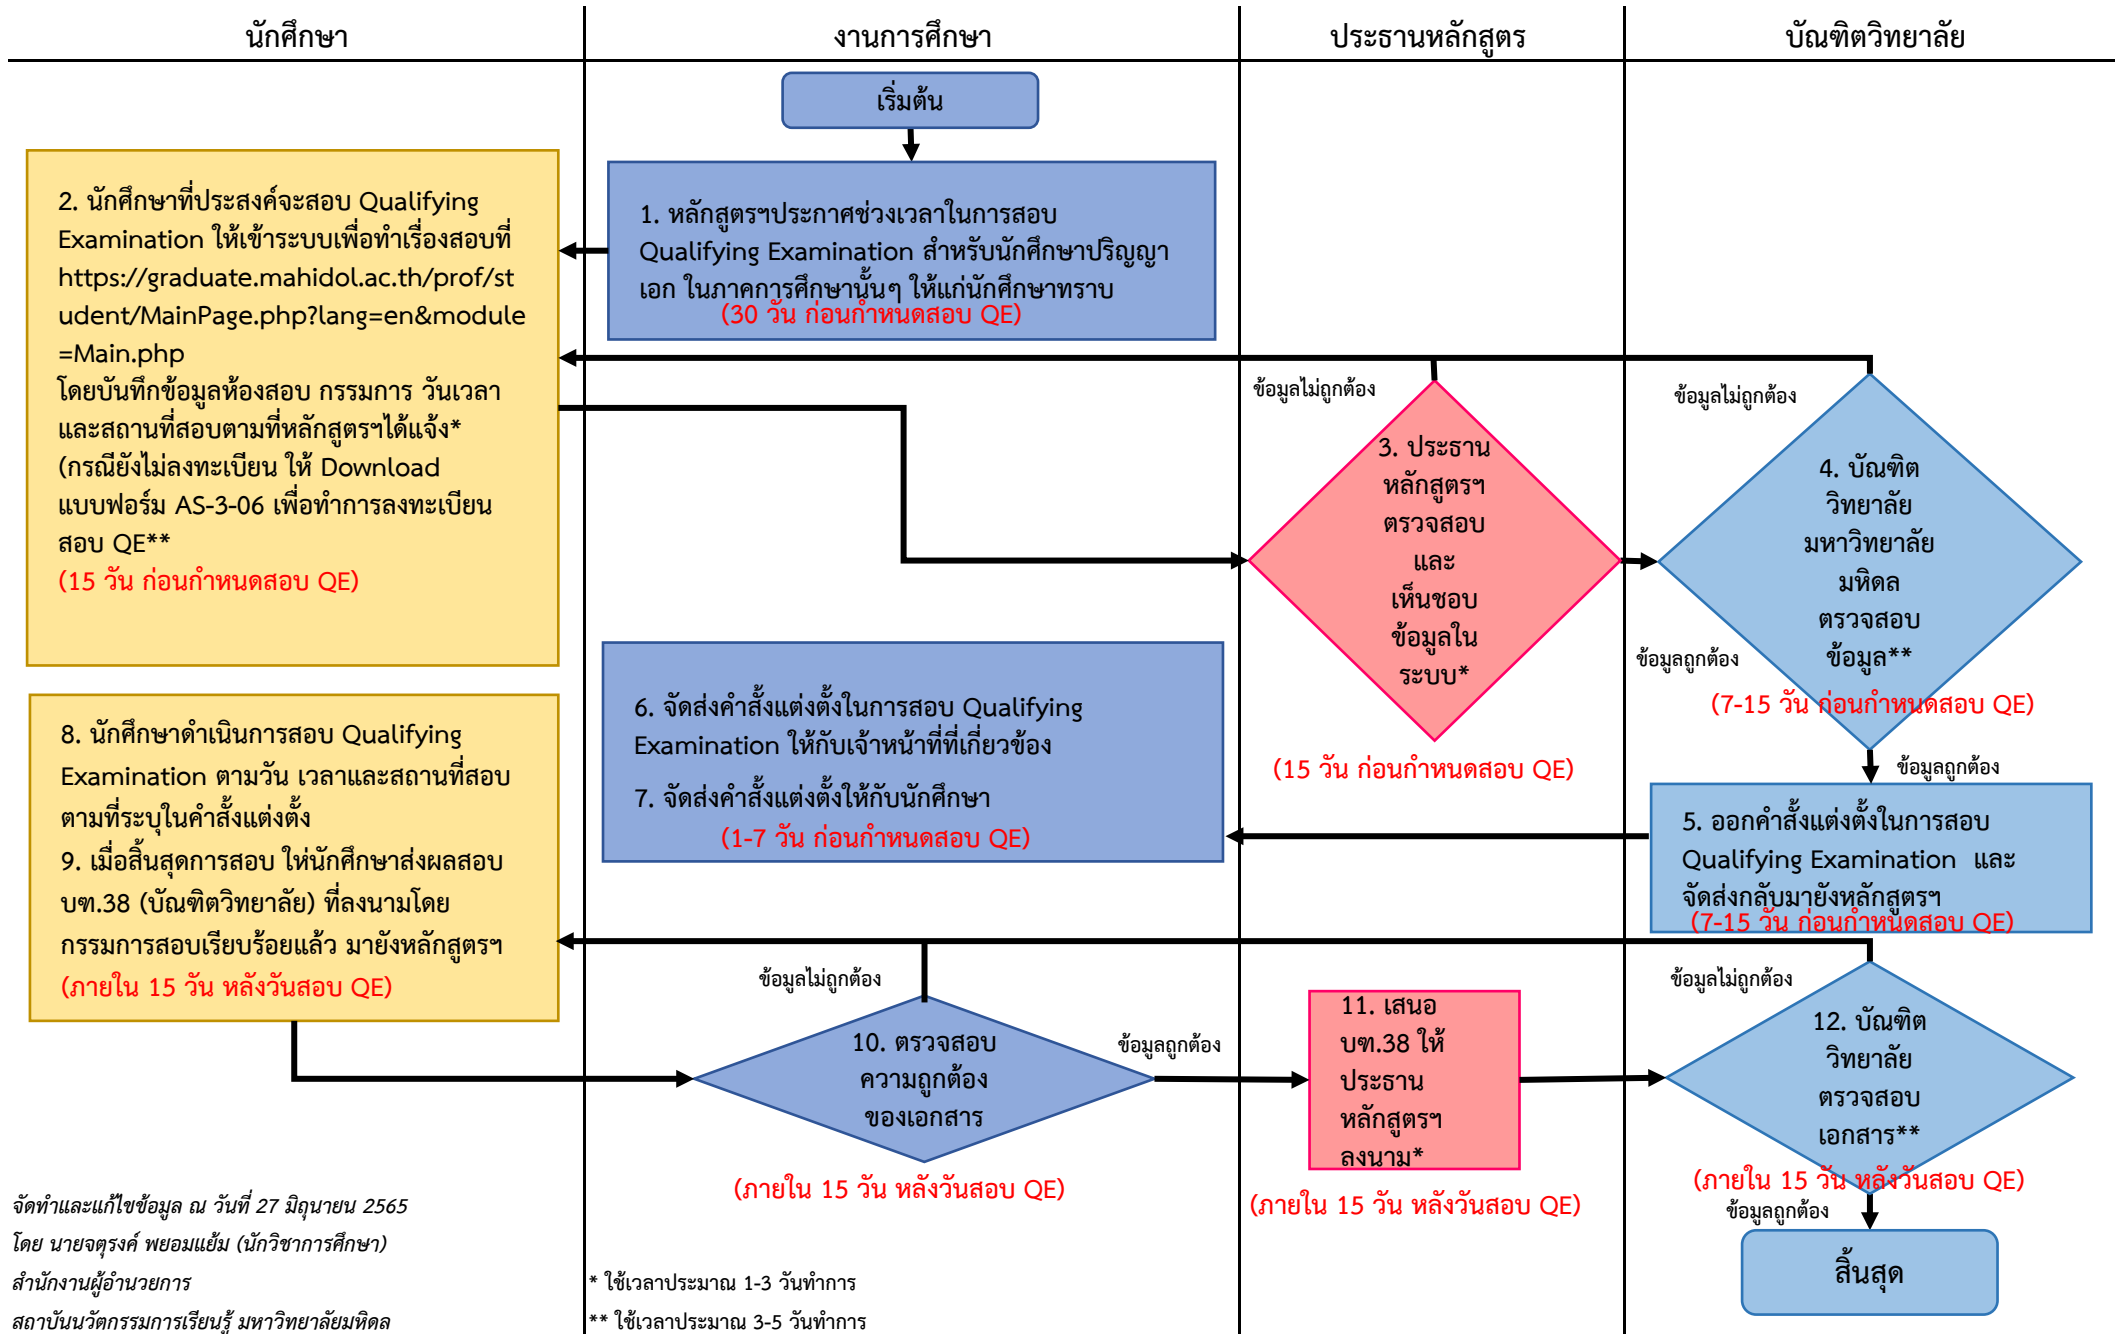 นักศึกษา
งานการศึกษา
ประธานหลักสูตร
บัณฑิตวิทยาลัย
เริ่มต้น
1. หลักสูตรฯประกาศช่วงเวลาในการสอบ
Qualifying Examination สำหรับนักศึกษาปริญญา
เอก ในภาคการศึกษานั้นๆ ให้แก่นักศึกษาทราบ
(30 วัน ก่อนกำหนดสอบ QE)
2. นักศึกษาที่ประสงค์จะสอบ Qualifying
Examination ให้เข้าระบบเพื่อทำเรื่องสอบที่
https://graduate.mahidol.ac.th/prof/st
udent/MainPage.php?lang=en&module
=Main.php
โดยบันทึกข้อมูลห้องสอบ กรรมการ วันเวลา
และสถานที่สอบตามที่หลักสูตรฯได้แจ้ง*
(กรณียังไม่ลงทะเบียน ให้ Download
แบบฟอร์ม AS-3-06 เพื่อทำการลงทะเบียน
สอบ QE**
(15 วัน ก่อนกำหนดสอบ QE)
ข้อมูลไม่ถูกต้อง
3. ประธาน
หลักสูตรฯ
ตรวจสอบ
และ
เห็นชอบ
ข้อมูลใน
ระบบ*
(15 วัน ก่อนกำหนดสอบ QE)
ข้อมูลถูกต้อง
ข้อมูลไม่ถูกต้อง
4. บัณฑิต
วิทยาลัย
มหาวิทยาลัย
มหิดล
ตรวจสอบ
ข้อมูล**
(7-15 วัน ก่อนกำหนดสอบ QE)
ข้อมูลถูกต้อง
5. ออกคำสั่งแต่งตั้งในการสอบ
Qualifying Examination และ
จัดส่งกลับมายังหลักสูตรฯ
(7-15 วัน ก่อนกำหนดสอบ QE)
6. จัดส่งคำสั่งแต่งตั้งในการสอบ Qualifying
Examination ให้กับเจ้าหน้าที่ที่เกี่ยวข้อง
7. จัดส่งคำสั่งแต่งตั้งให้กับนักศึกษา
(1-7 วัน ก่อนกำหนดสอบ QE)
8. นักศึกษาดำเนินการสอบ Qualifying
Examination ตามวัน เวลาและสถานที่สอบ
ตามที่ระบุในคำสั่งแต่งตั้ง
9. เมื่อสิ้นสุดการสอบ ให่นักศึกษาส่งผลสอบ
บฑ.38 (บัณฑิตวิทยาลัย) ที่ลงนามโดย
กรรมการสอบเรียบร้อยแล้ว มายังหลักสูตรฯ
(ภายใน 15 วัน หลังวันสอบ QE)
ข้อมูลไม่ถูกต้อง
10. ตรวจสอบ
ความถูกต้อง
ของเอกสาร
(ภายใน 15 วัน หลังวันสอบ QE)
ข้อมูลถูกต้อง
11. เสนอ
บฑ.38 ให้
ประธาน
หลักสูตรฯ
ลงนาม*
(ภายใน 15 วัน หลังวันสอบ QE)
ข้อมูลไม่ถูกต้อง
12. บัณฑิต
วิทยาลัย
ตรวจสอบ
เอกสาร**
(ภายใน 15 วัน หลังวันสอบ QE)
ข้อมูลถูกต้อง
สิ้นสุด
จัดทำและแก้ไขข้อมูล ณ วันที่ 27 มิถุนายน 2565
โดย นายจตุรงค์ พยอมแย้ม (นักวิชาการศึกษา)
สำนักงานผู้อำนวยการ
สถาบันนวัตกรรมการเรียนรู้ มหาวิทยาลัยมหิดล
* ใช้เวลาประมาณ 1-3 วันทำการ
** ใช้เวลาประมาณ 3-5 วันทำการ